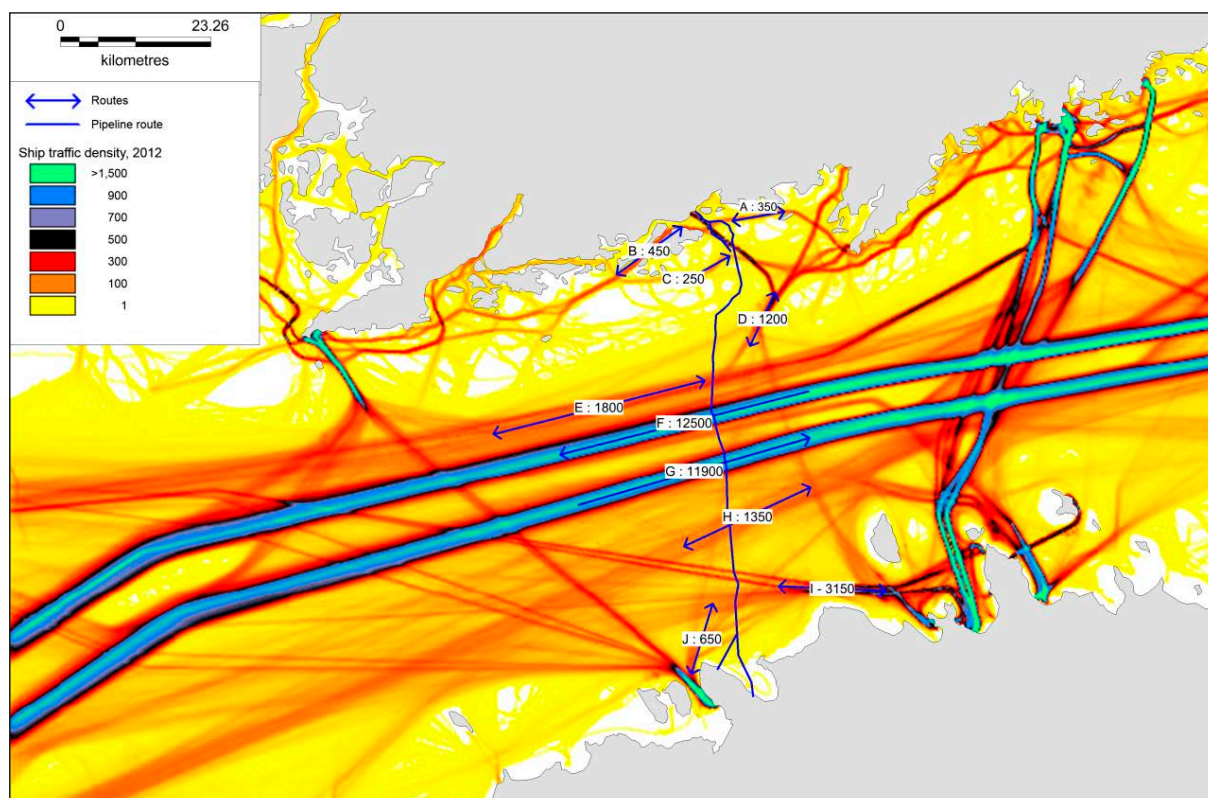 0 23.26
kilometres
Routes
Pipeline route
Ship traffic density, 2012
>1,500
900
700
500
300
100
1
A : 350
B : 450
C : 250
D : 1200
E : 1800
F : 12500
G : 11900
H : 1350
I - 3150
J : 650